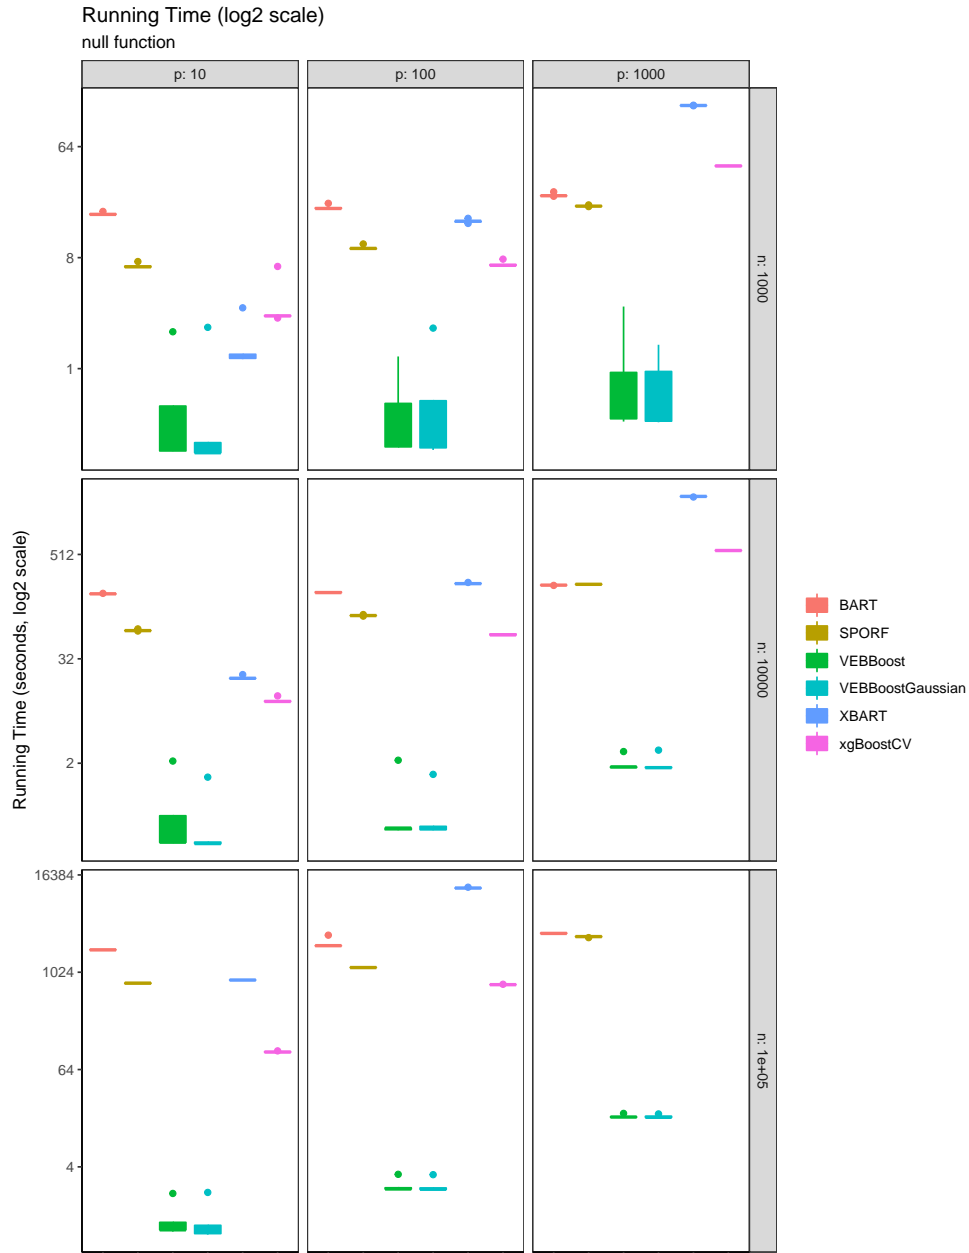 Running Time (log2 scale)
null function
p: 10
p: 100
p: 1000
64
8
1
n: 1000
512
32
2
n: 10000
16384
1024
64
4
n: 1e+05
Running Time (seconds, log2 scale)
BART
SPORF
VEBBoost
VEBBoostGaussian
XBART
xgBoostCV